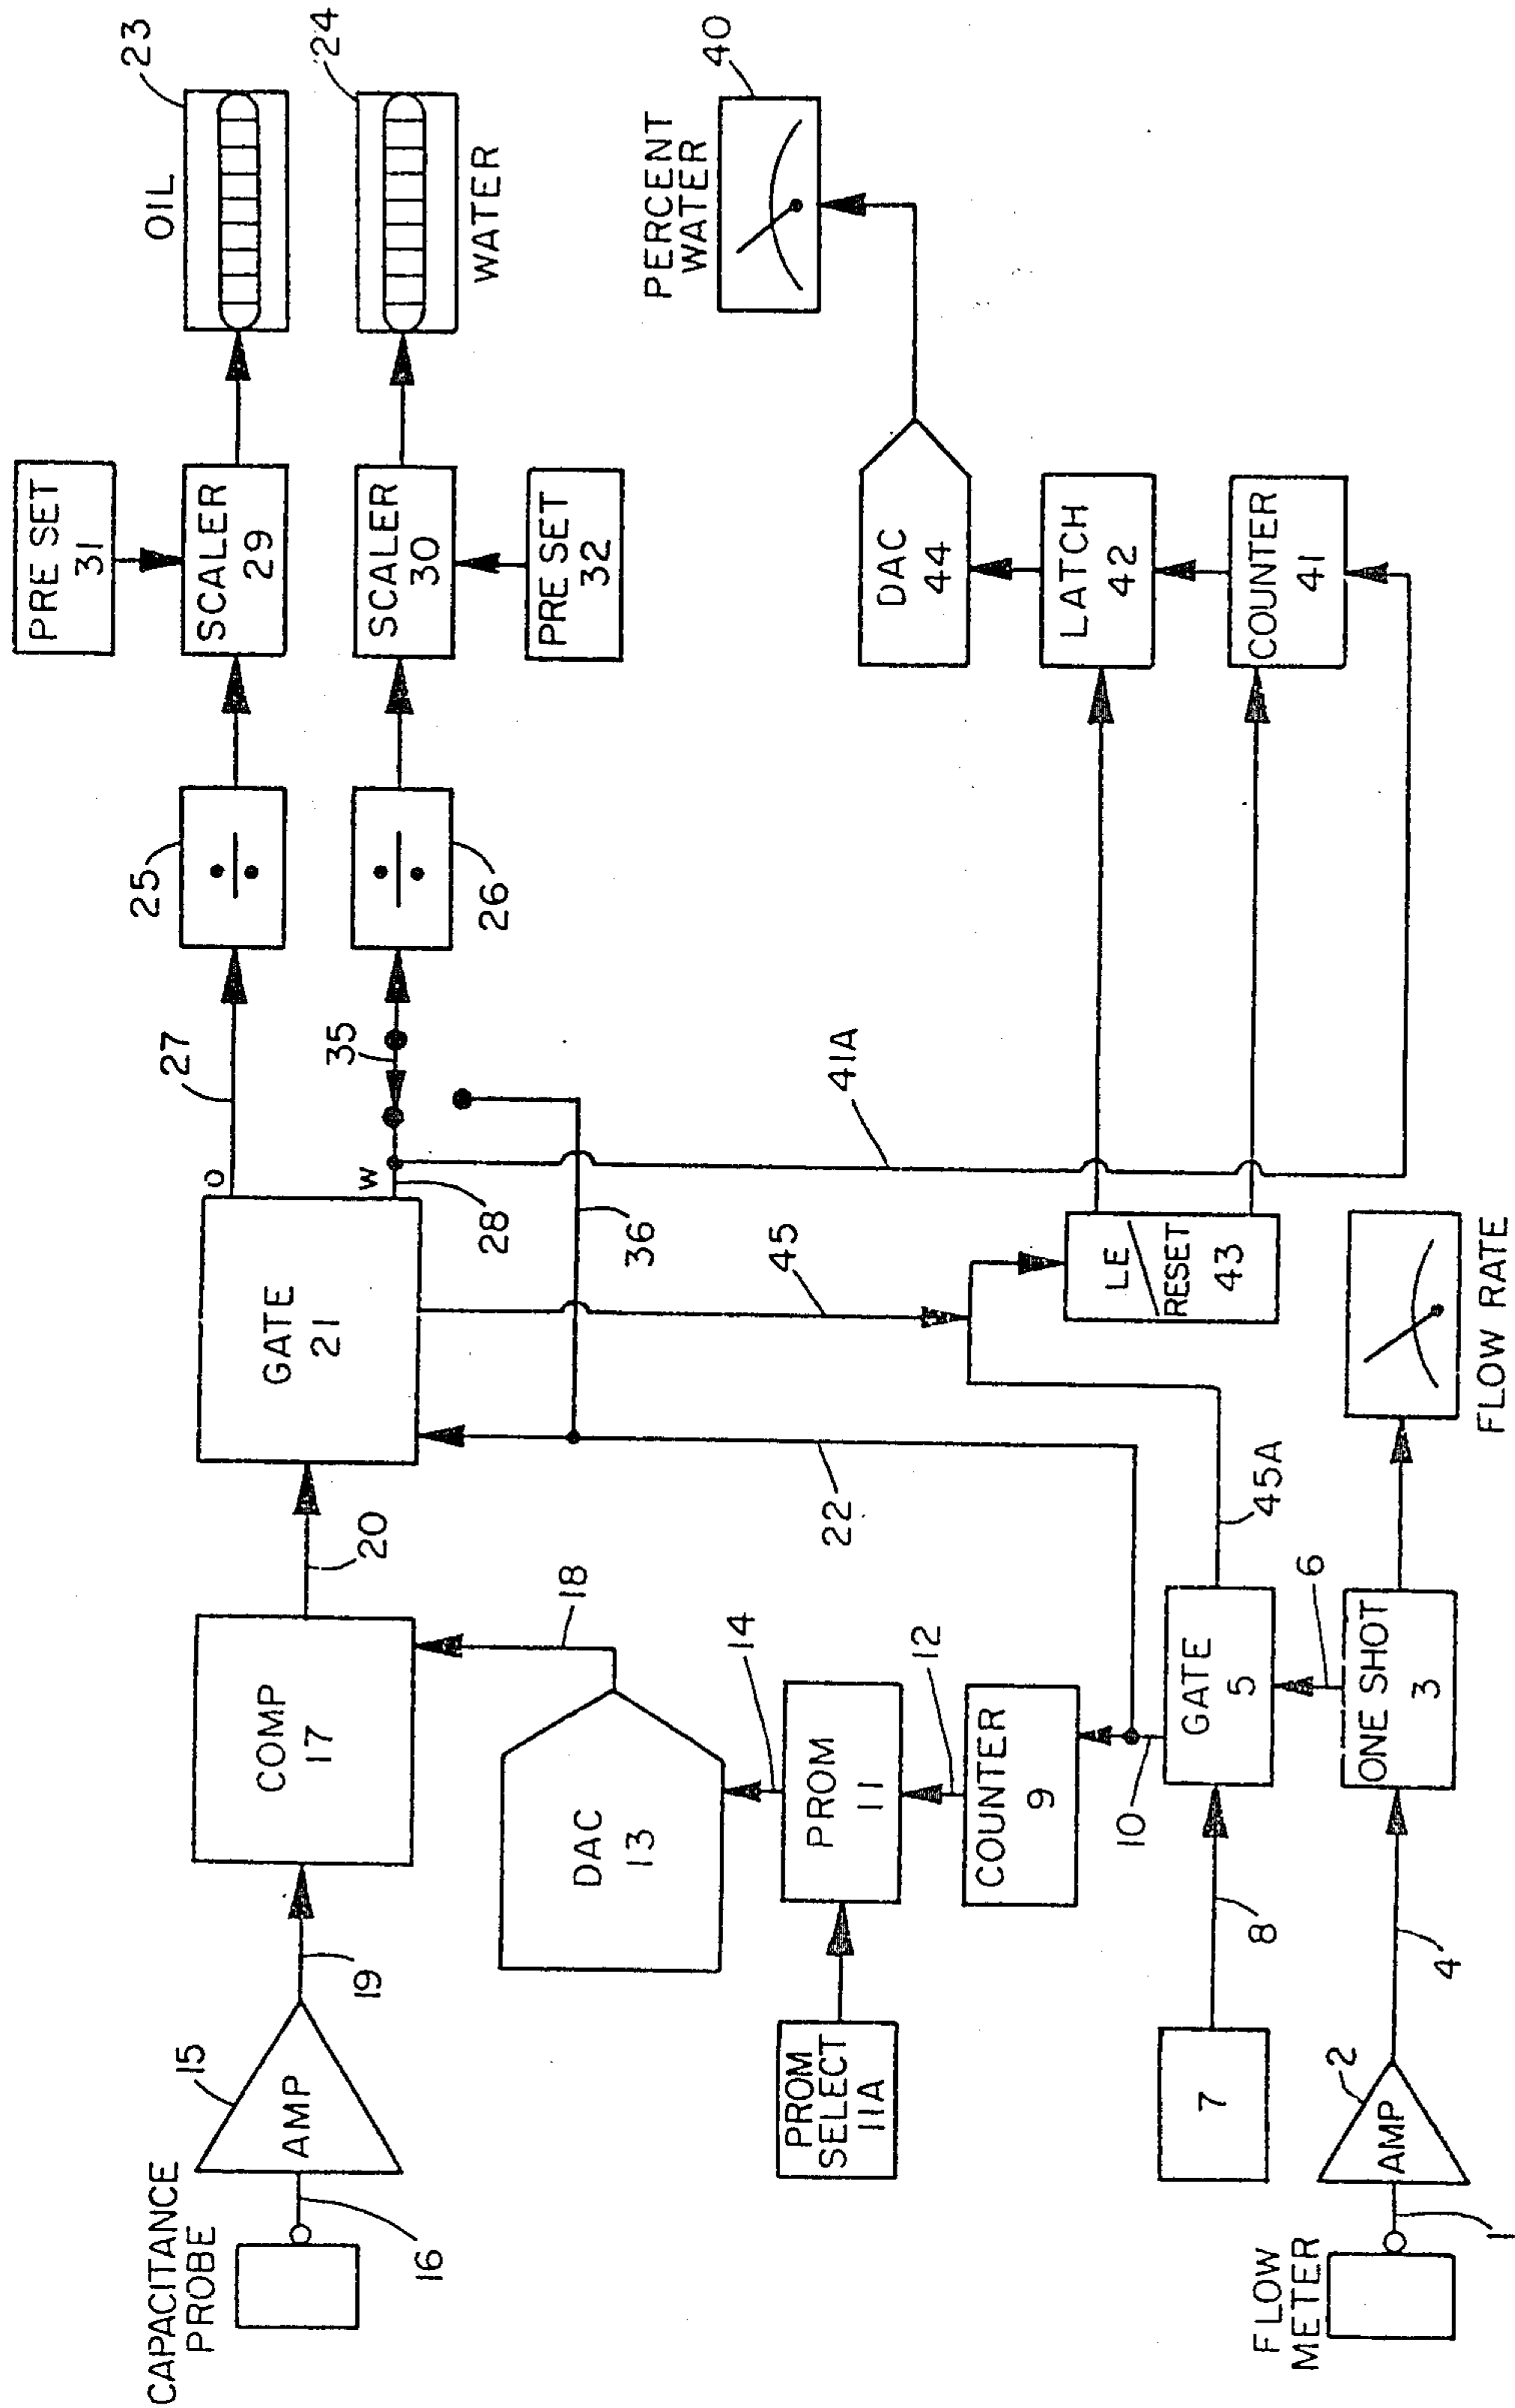 CAPACITANCE
PROBE
16
15
AMP
19
COMP
17
20
GATE
21
O
W
27
28
35
36
25
26
PRE SET
31
SCALER
29
SCALER
30
PRE SET
32
OIL
23
24
WATER
DAC
13
18
14
PROM
11
PROM
SELECT
11A
12
COUNTER
9
10
22
45
41A
PERCENT
WATER
40
DAC
44
LATCH
42
COUNTER
41
LE/
RESET
43
45A
7
8
GATE
5
6
FLOW
METER
1
2
AMP
4
ONE SHOT
3
FLOW RATE